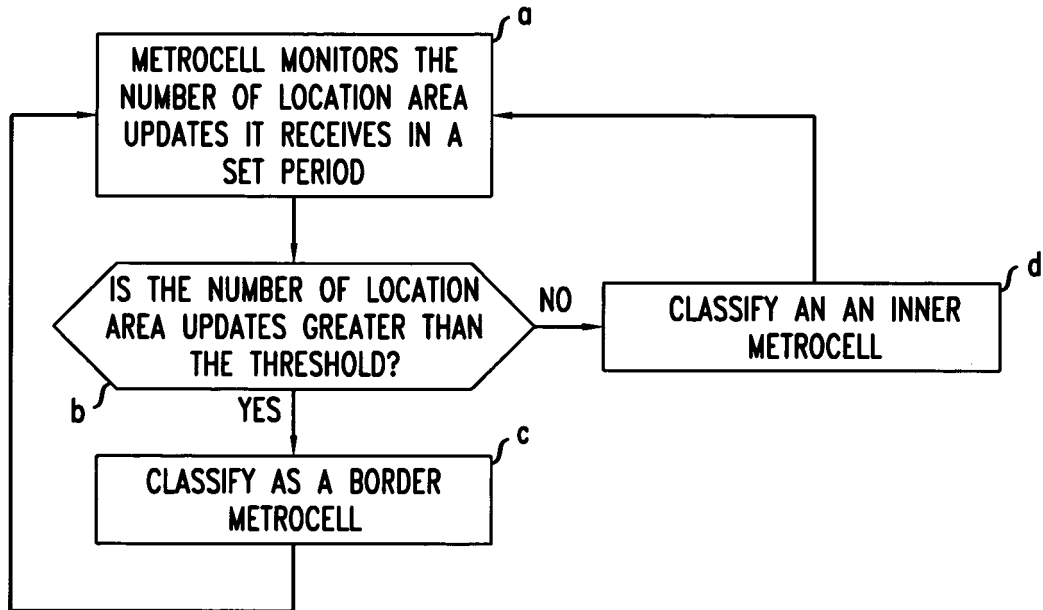 a
METROCELL MONITORS THE
NUMBER OF LOCATION AREA
UPDATES IT RECEIVES IN A
SET PERIOD
IS THE NUMBER OF LOCATION
AREA UPDATES GREATER THAN
THE THRESHOLD?
b
NO
d
CLASSIFY AN AN INNER
METROCELL
YES
c
CLASSIFY AS A BORDER
METROCELL